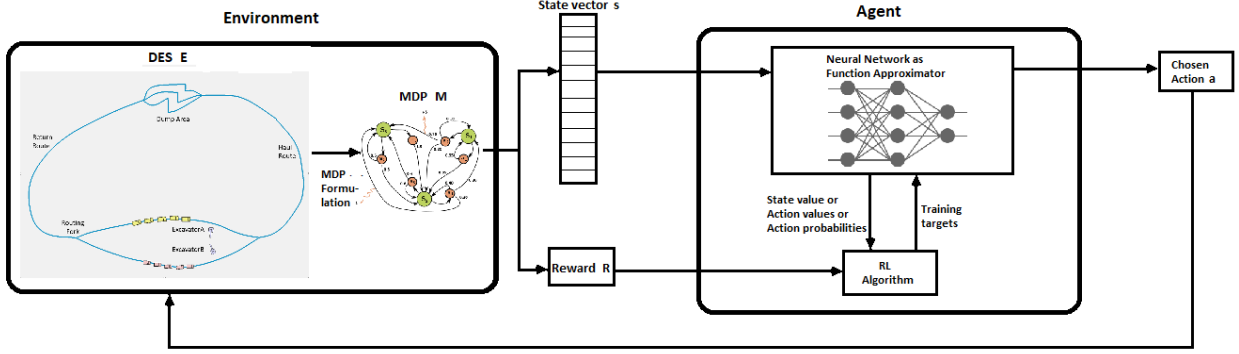 Environment
State vector s
Agent
DES E
Dump Area
Return
Route
Haul
Route
Routing
Fork
ExcavatorA
ExcavatorB
MDP M
MDP
Formu-
lation
Neural Network as
Function Approximator
Chosen
Action a
State value or
Action values or
Action probabilities
Training
targets
Reward R
RL
Algorithm